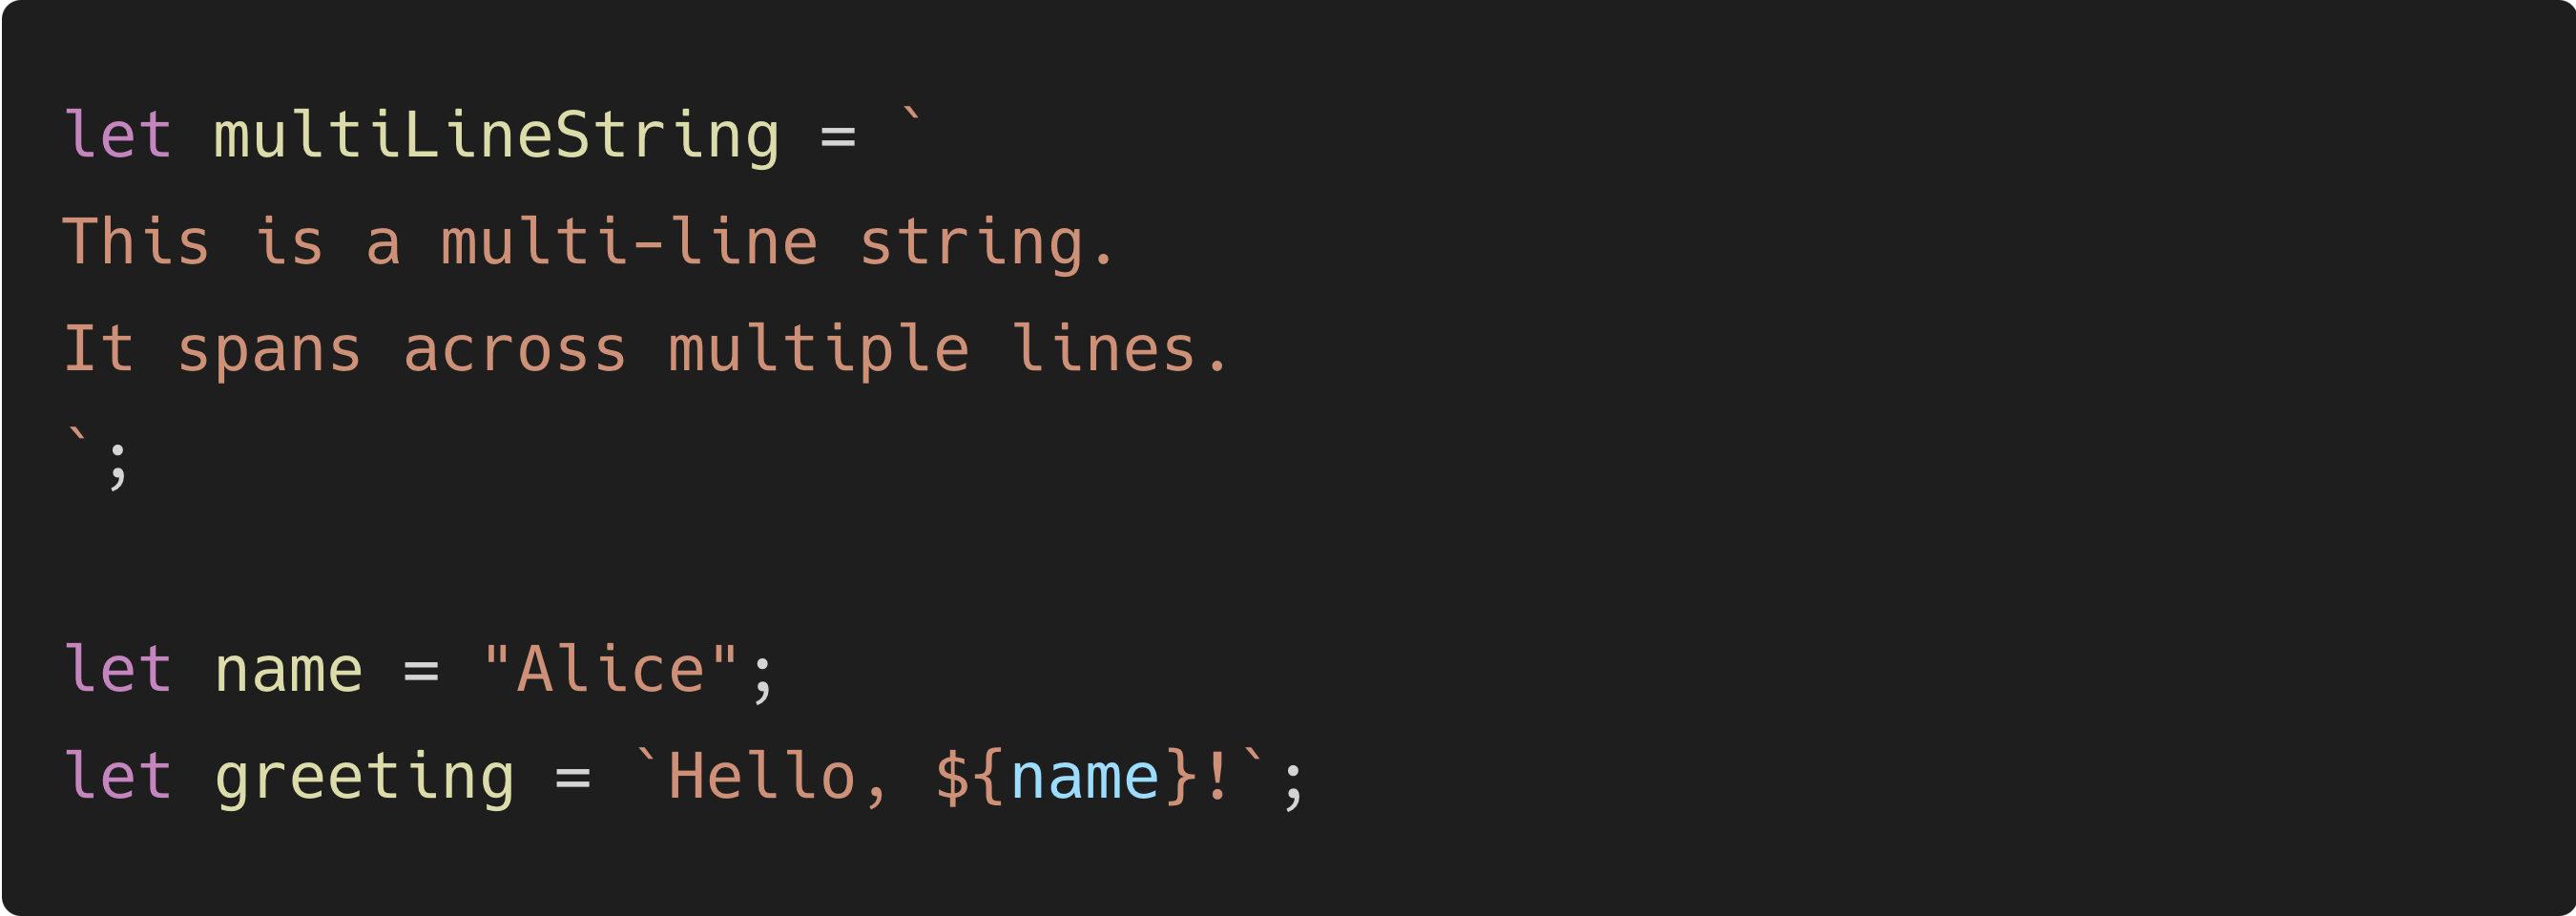 let multiLineString = `
This is a multi-line string.
It spans across multiple lines.
`;
let name = "Alice";
let greeting = `Hello, ${name}!`;